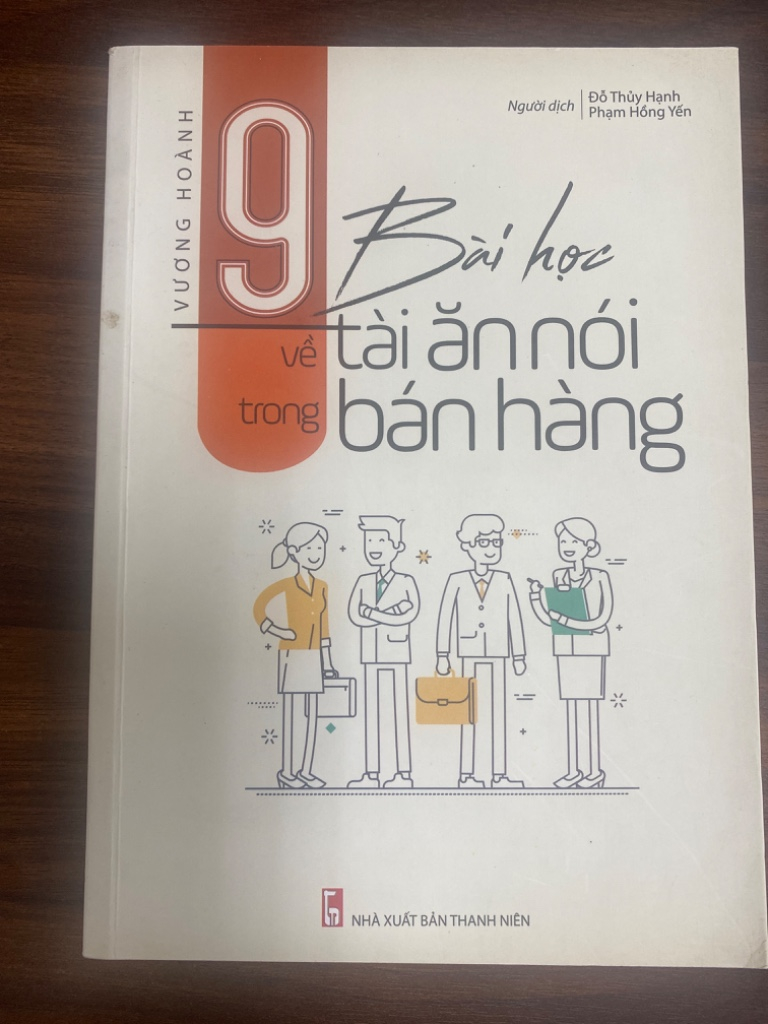 Người dịch
Đỗ Thủy Hạnh
Phạm Hồng Yến
VƯƠNG HOÀNH
9 Bài học
về tài ăn nói
trong bán hàng
NHÀ XUẤT BẢN THANH NIÊN